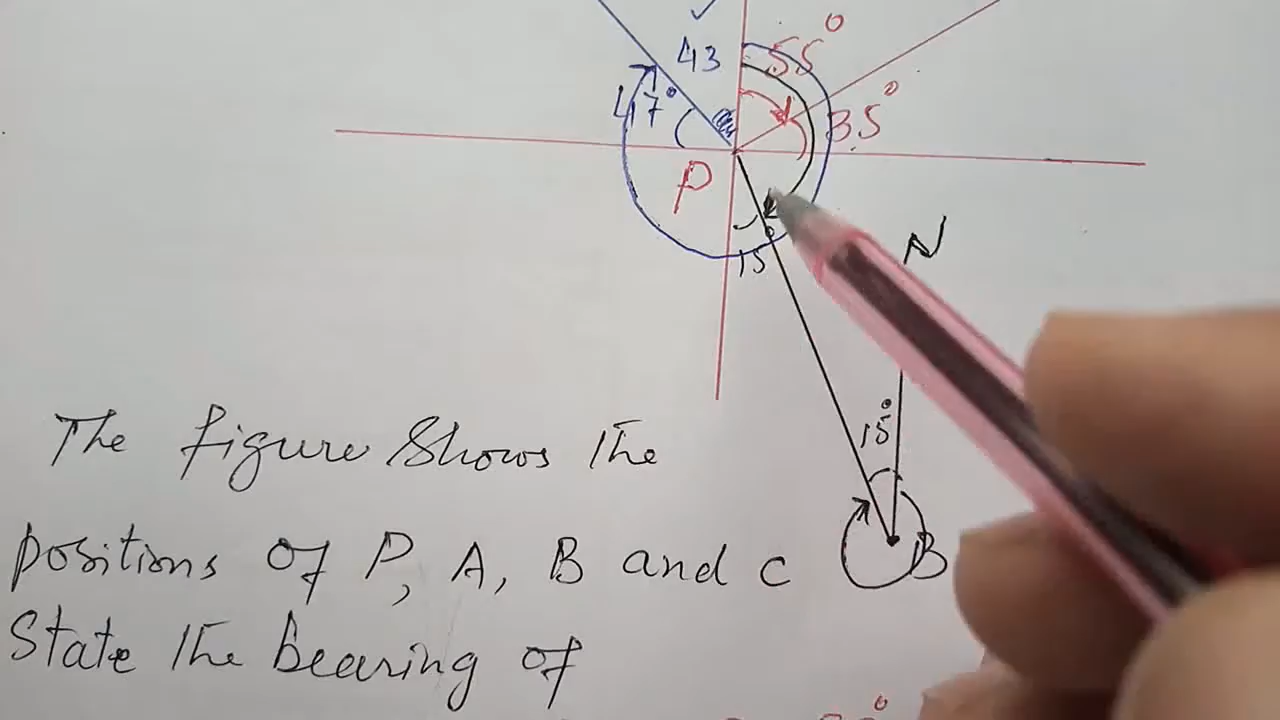 43
55°
47°
35°
P
15°
N
15°
B
The figure shows the
positions of P, A, B and C
State the bearing of